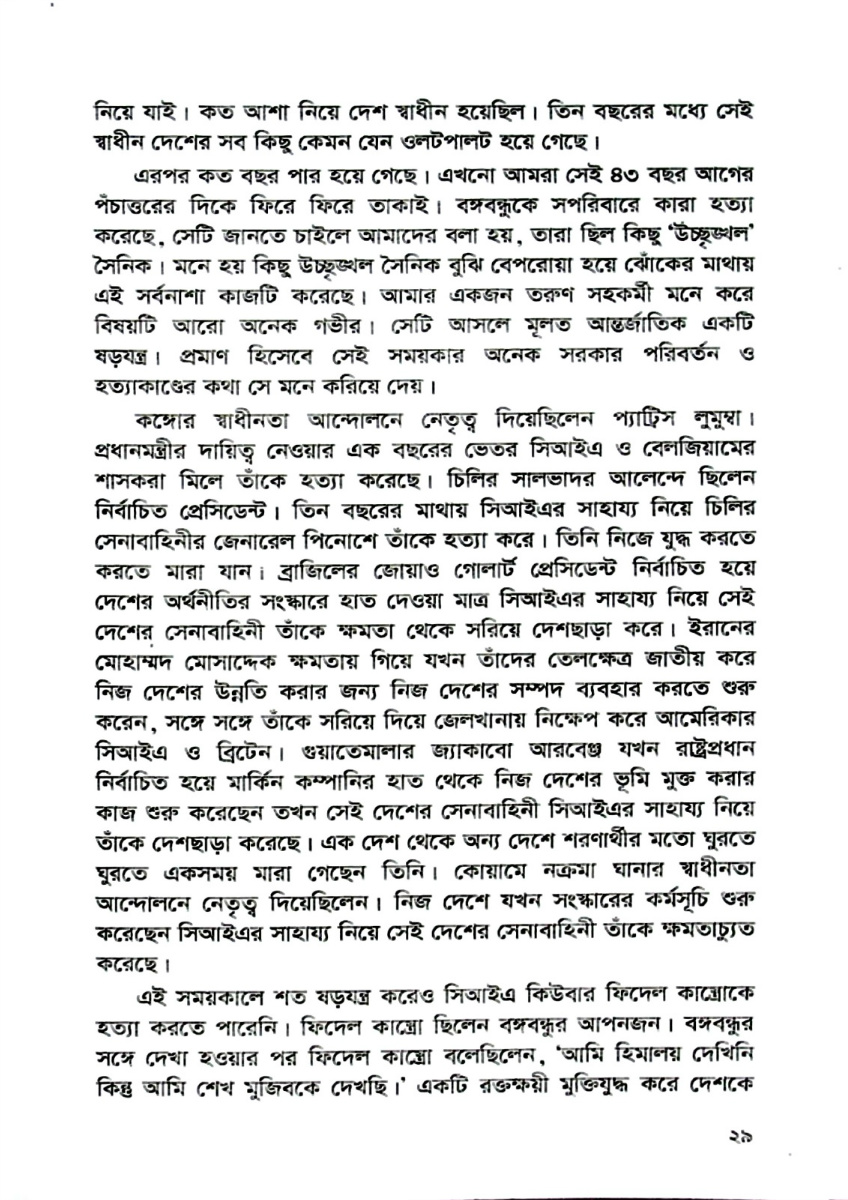 নিয়ে যাই। কত আশা নিয়ে দেশ স্বাধীন হয়েছিল। তিন বছরের মধ্যে সেই
স্বাধীন দেশের সব কিছু কেমন যেন ওলটপালট হয়ে গেছে।
এরপর কত বছর পার হয়ে গেছে। এখনো আমরা সেই ৪৩ বছর আগের
পঁচাত্তরের দিকে ফিরে ফিরে তাকাই। বঙ্গবন্ধুকে সপরিবারে কারা হত্যা
করেছে, সেটি জানতে চাইলে আমাদের বলা হয়, তারা ছিল কিছু ‘উচ্ছৃঙ্খল’
সৈনিক। মনে হয় কিছু উচ্ছৃঙ্খল সৈনিক বুঝি বেপরোয়া হয়ে ঝোঁকের মাথায়
এই সর্বনাশা কাজটি করেছে। আমার একজন তরুণ সহকর্মী মনে করে
বিষয়টি আরো অনেক গভীর। সেটি আসলে মূলত আন্তর্জাতিক একটি
ষড়যন্ত্র। প্রমাণ হিসেবে সেই সময়কার অনেক সরকার পরিবর্তন ও
হত্যাকাণ্ডের কথা সে মনে করিয়ে দেয়।
কঙ্গোর স্বাধীনতা আন্দোলনে নেতৃত্ব দিয়েছিলেন প্যাট্রিস লুমুম্বা।
প্রধানমন্ত্রীর দায়িত্ব নেওয়ার এক বছরের ভেতর সিআইএ ও বেলজিয়ামের
শাসকরা মিলে তাঁকে হত্যা করেছে। চিলির সালভাদর আলেন্দে ছিলেন
নির্বাচিত প্রেসিডেন্ট। তিন বছরের মাথায় সিআইএর সাহায্য নিয়ে চিলির
সেনাবাহিনীর জেনারেল পিনোশে তাঁকে হত্যা করে। তিনি নিজে যুদ্ধ করতে
করতে মারা যান। ব্রাজিলের জোয়াও গোলার্ট প্রেসিডেন্ট নির্বাচিত হয়ে
দেশের অর্থনীতির সংস্কারে হাত দেওয়া মাত্র সিআইএর সাহায্য নিয়ে সেই
দেশের সেনাবাহিনী তাঁকে ক্ষমতা থেকে সরিয়ে দেশছাড়া করে। ইরানের
মোহাম্মদ মোসাদ্দেক ক্ষমতায় গিয়ে যখন তাঁদের তেলক্ষেত্র জাতীয় করে
নিজ দেশের উন্নতি করার জন্য নিজ দেশের সম্পদ ব্যবহার করতে শুরু
করেন, সঙ্গে সঙ্গে তাঁকে সরিয়ে দিয়ে জেলখানায় নিক্ষেপ করে আমেরিকার
সিআইএ ও ব্রিটেন। গুয়াতেমালার জ্যাকাবো আরবেঞ্জ যখন রাষ্ট্রপ্রধান
নির্বাচিত হয়ে মার্কিন কম্পানির হাত থেকে নিজ দেশের ভূমি মুক্ত করার
কাজ শুরু করেছেন তখন সেই দেশের সেনাবাহিনী সিআইএর সাহায্য নিয়ে
তাঁকে দেশছাড়া করেছে। এক দেশ থেকে অন্য দেশে শরণার্থীর মতো ঘুরতে
ঘুরতে একসময় মারা গেছেন তিনি। কোয়ামে নক্রমা ঘানার স্বাধীনতা
আন্দোলনে নেতৃত্ব দিয়েছিলেন। নিজ দেশে যখন সংস্কারের কর্মসূচি শুরু
করেছেন সিআইএর সাহায্য নিয়ে সেই দেশের সেনাবাহিনী তাঁকে ক্ষমতাচ্যুত
করেছে।
এই সময়কালে শত ষড়যন্ত্র করেও সিআইএ কিউবার ফিদেল কাস্ত্রোকে
হত্যা করতে পারেনি। ফিদেল কাস্ত্রো ছিলেন বঙ্গবন্ধুর আপনজন। বঙ্গবন্ধুর
সঙ্গে দেখা হওয়ার পর ফিদেল কাস্ত্রো বলেছিলেন, ‘আমি হিমালয় দেখিনি
কিন্তু আমি শেখ মুজিবকে দেখছি।’ একটি রক্তক্ষয়ী মুক্তিযুদ্ধ করে দেশকে
২৯